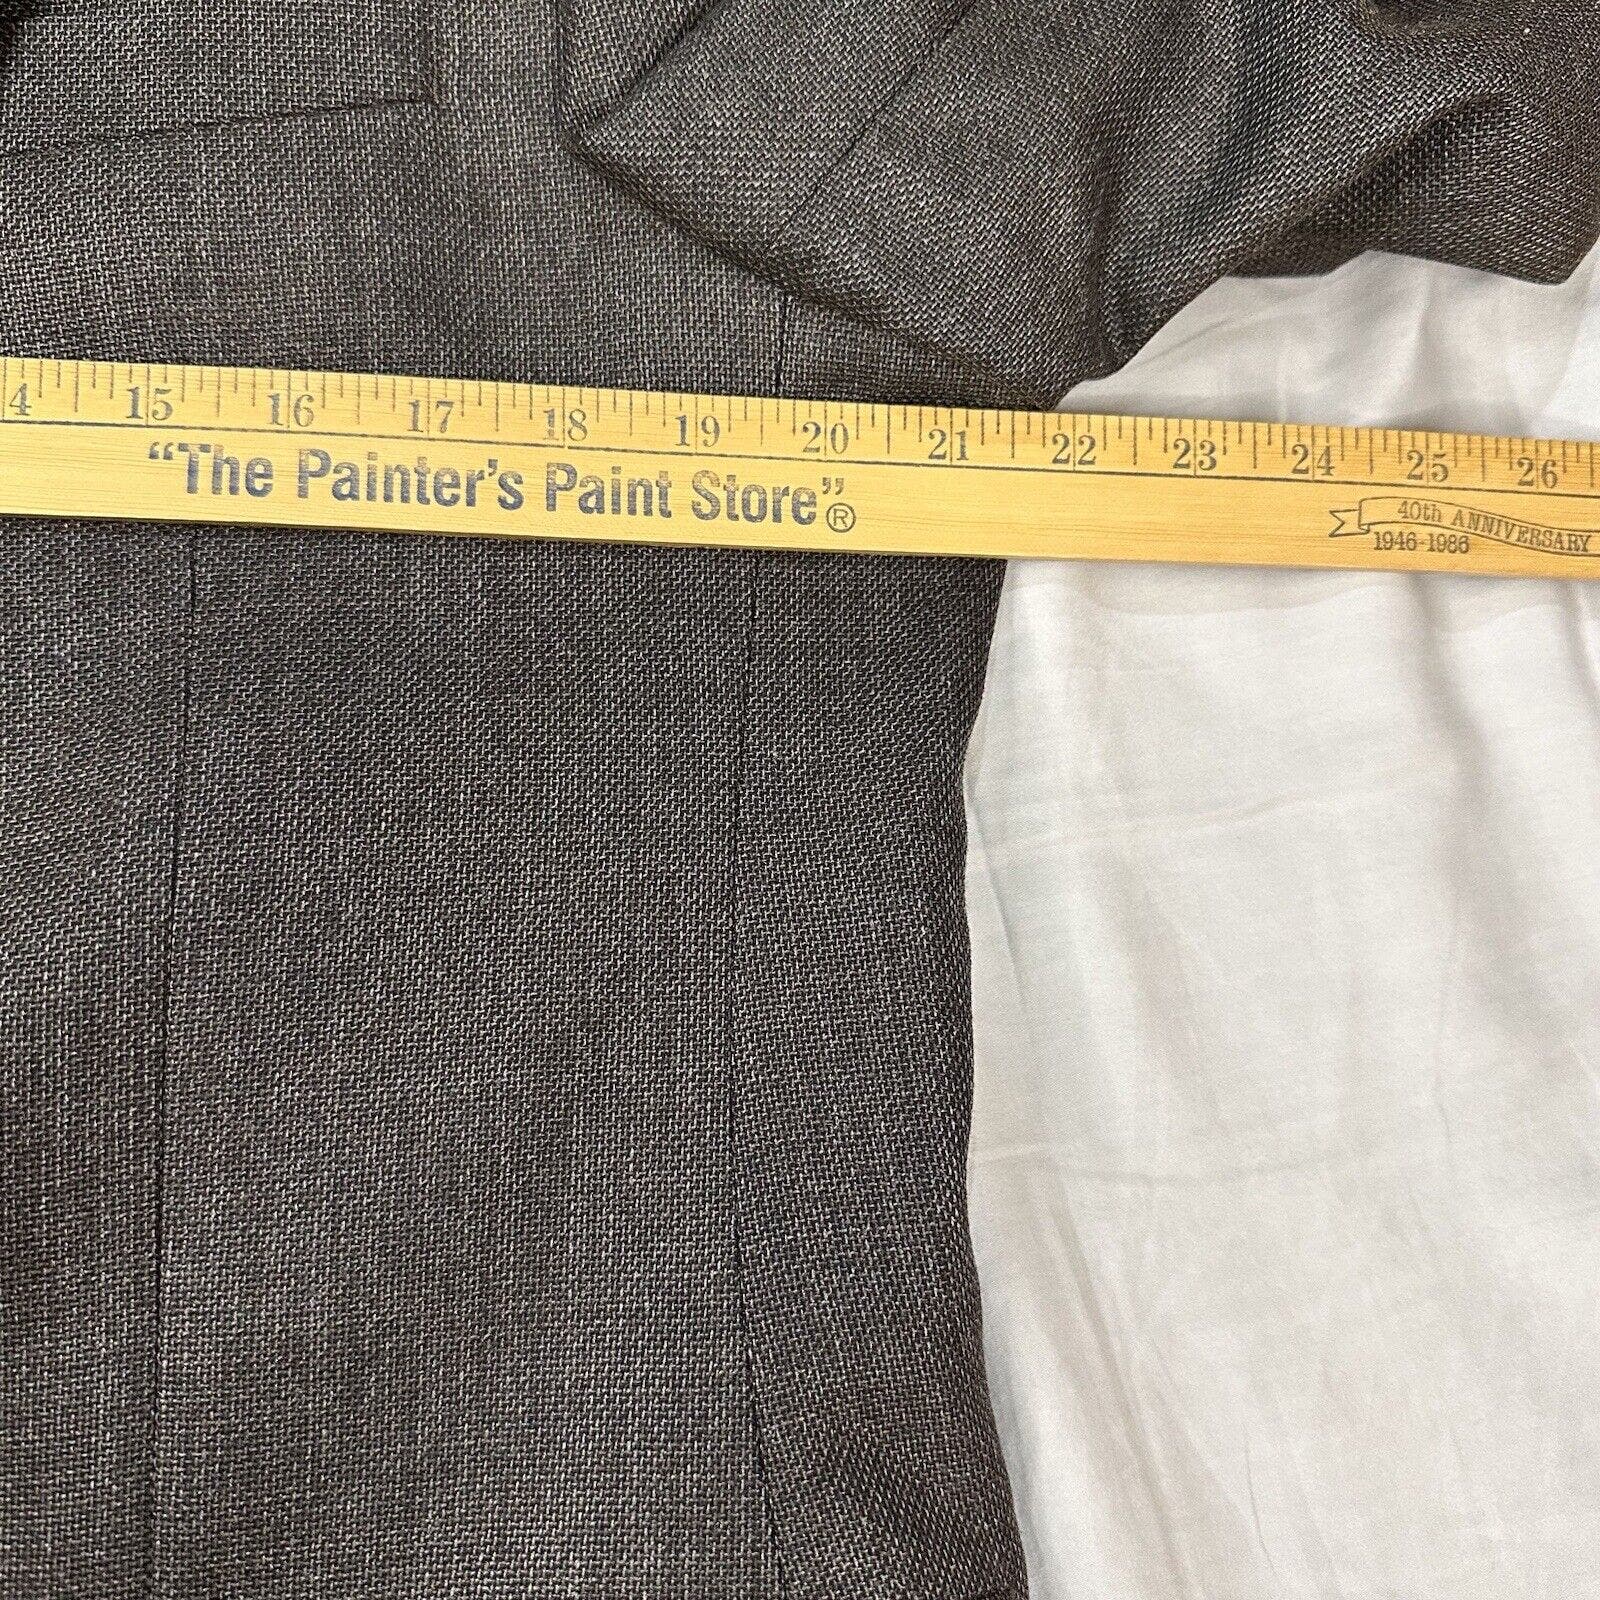 4 15 16 17 18 19 20 21 22 23 24 25 26
"The Painter's Paint Store"®
40th ANNIVERSARY
1946-1986